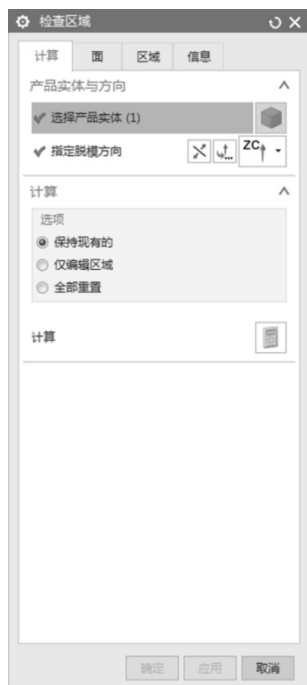 检查区域
计算 面 区域 信息
产品实体与方向
选择产品实体 (1)
指定脱模方向 ZC
计算
选项
保持现有的
仅编辑区域
全部重置
计算
确定 应用 取消